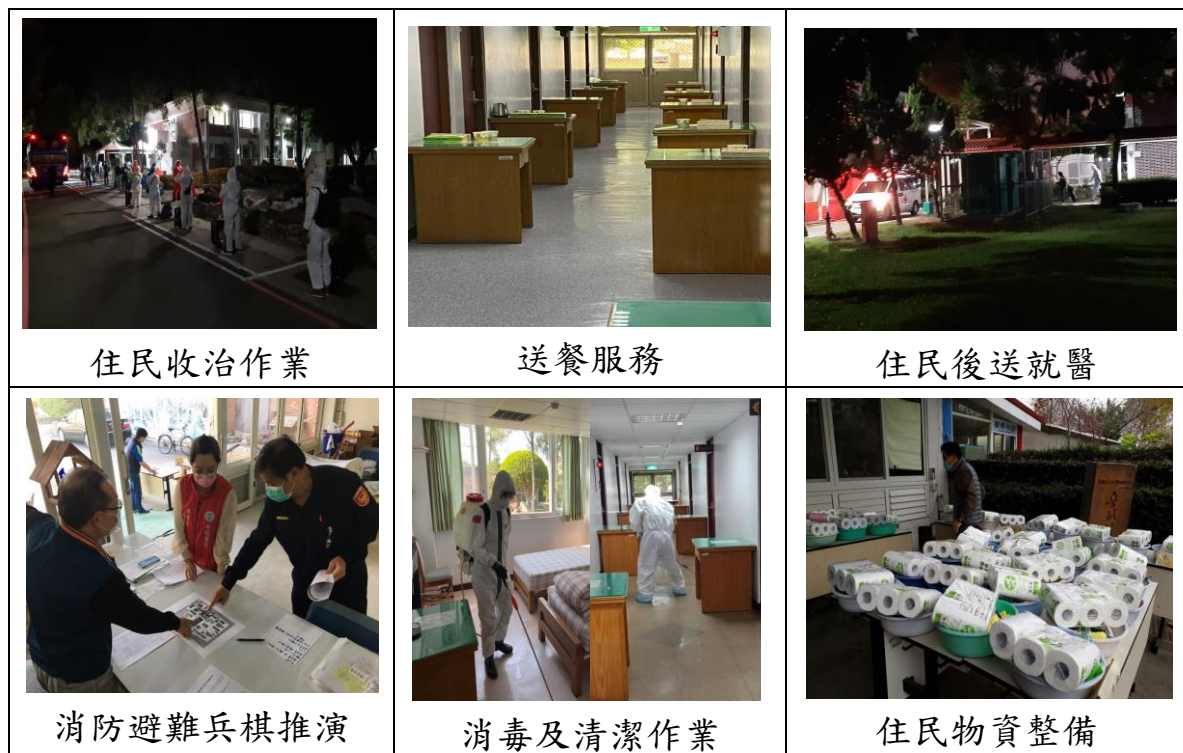 住民收治作業
送餐服務
住民後送就醫
消防避難兵棋推演
消毒及清潔作業
住民物資整備